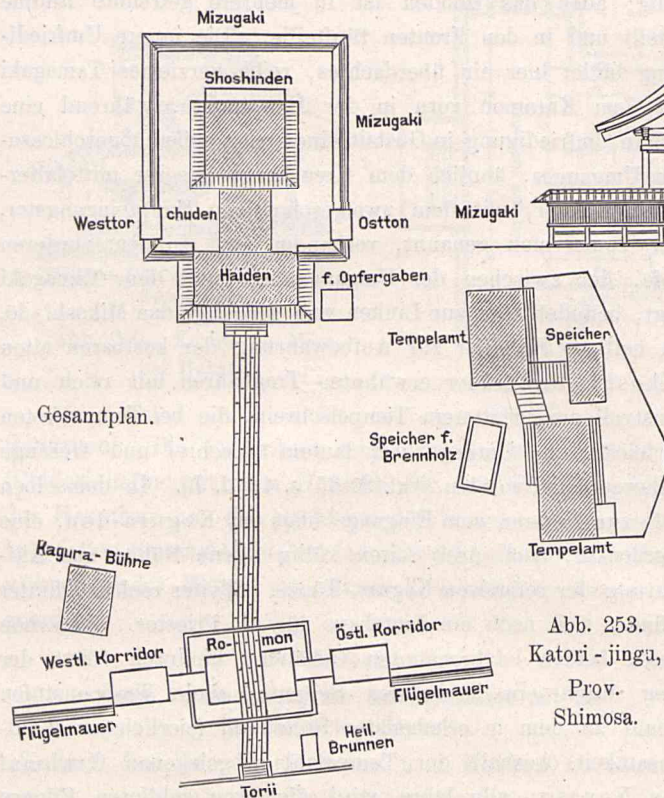 Mizugaki
Shoshinden
Mizugaki
Westtor
chuden
Ostton
Mizugaki
Haiden
f. Opfergaben
Tempelamt
Speicher
Gesamtplan.
Speicher f.
Brennholz
Tempelamt
Kagura-Bühne
Abb. 253.
Katori-jingu,
Prov.
Shimosa.
Westl. Korridor
Ro-mon
Östl. Korridor
Flügelmauer
Flügelmauer
Heil.
Brunnen
Torii